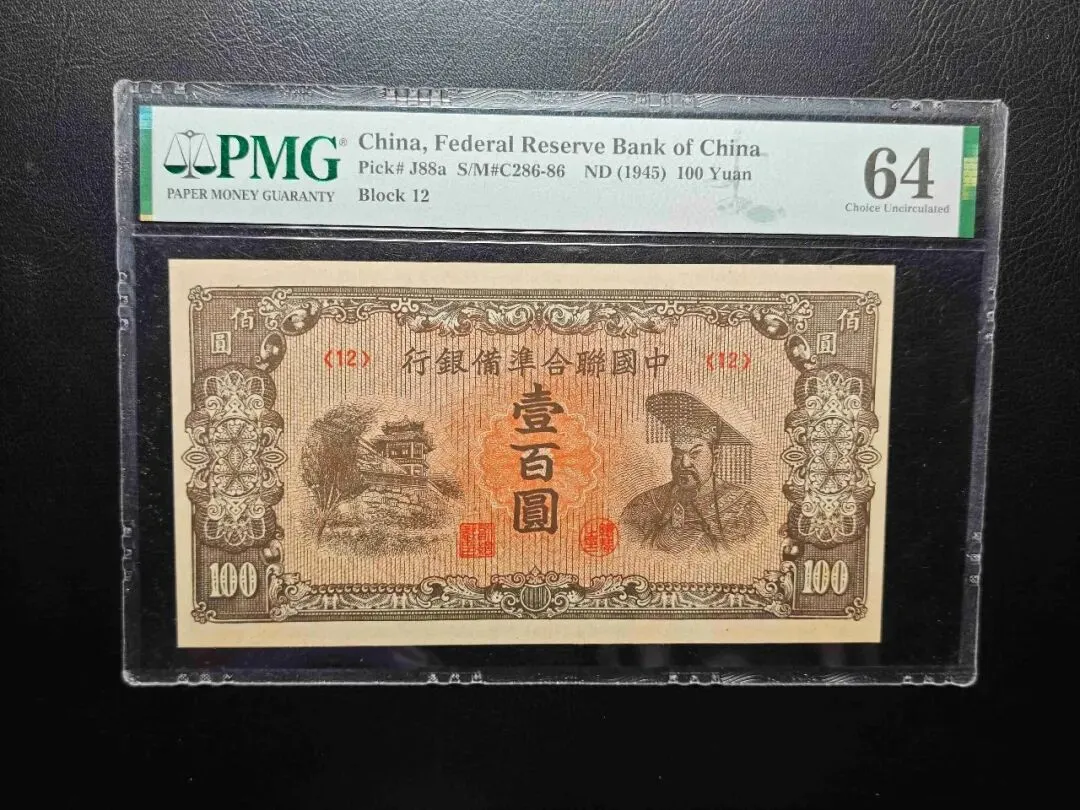 PMG®
PAPER MONEY GUARANTY
China, Federal Reserve Bank of China
Pick# J88a S/M#C286-86 ND (1945) 100 Yuan
Block 12
64
Choice Uncirculated
佰圓
佰圓
(12)
行銀備準合聯國中
(12)
壹百圓
100
100